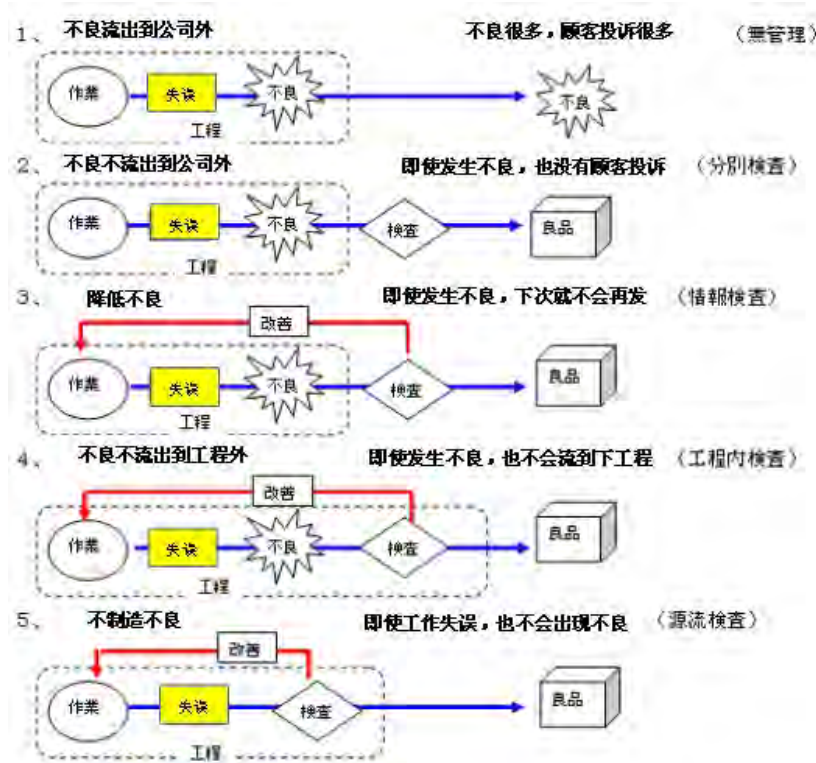 1、 不良流出到公司外 不良很多，顾客投诉很多 （無管理）
作業 失误 不良 不良
工程
2、 不良不流出到公司外 即使发生不良，也没有顾客投诉 （分別検査）
作業 失误 不良 検査 良品
工程
3、 降低不良 即使发生不良，下次就不会再发 （情報検査）
改善
作業 失误 不良 検査 良品
工程
4、 不良不流出到工程外 即使发生不良，也不会流到下工程 （工程内検査）
改善
作業 失误 不良 検査 良品
工程
5、 不制造不良 即使工作失误，也不会出现不良 （源流検査）
改善
作業 失误 検査 良品
工程